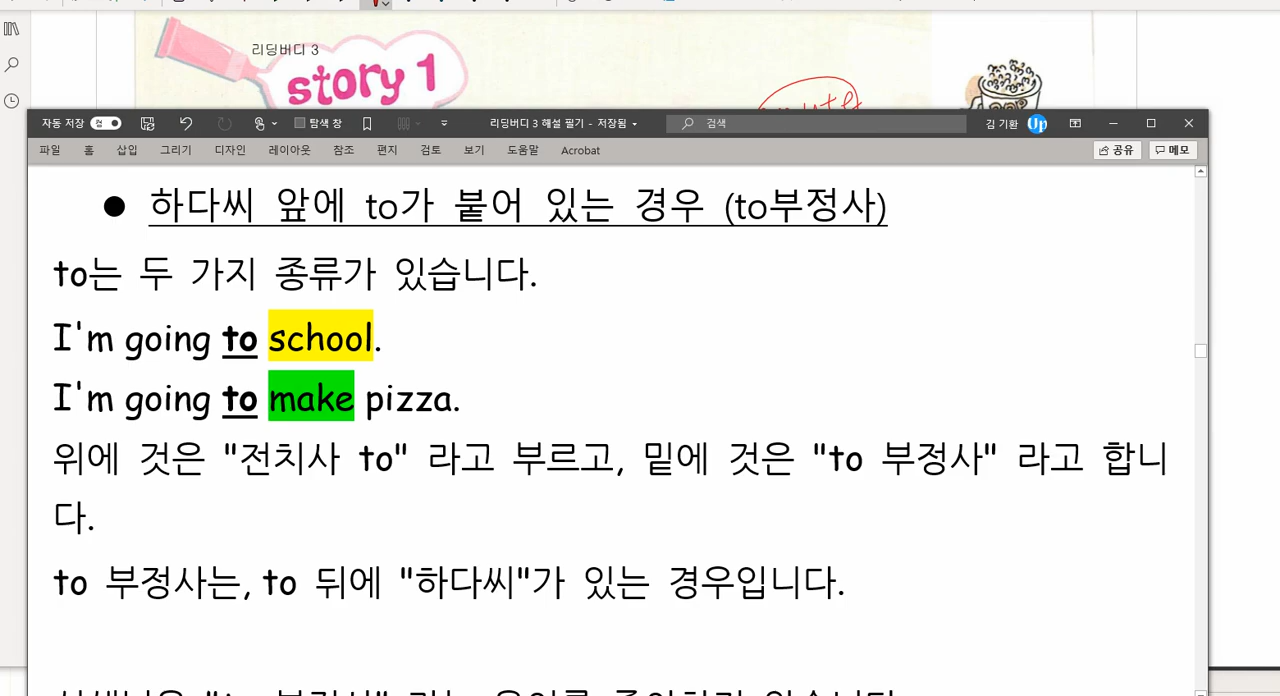 리딩버디 3
story 1
자동 저장 컴 탐색 창 리딩버디 3 해설 필기 - 저장됨 검색 김 기환 Up
파일 홈 삽입 그리기 디자인 레이아웃 참조 편지 검토 보기 도움말 Acrobat 공유 메모
● 하다씨 앞에 to가 붙어 있는 경우 (to부정사)
to는 두 가지 종류가 있습니다.
I'm going to school.
I'm going to make pizza.
위에 것은 "전치사 to" 라고 부르고, 밑에 것은 "to 부정사" 라고 합니
다.
to 부정사는, to 뒤에 "하다씨"가 있는 경우입니다.